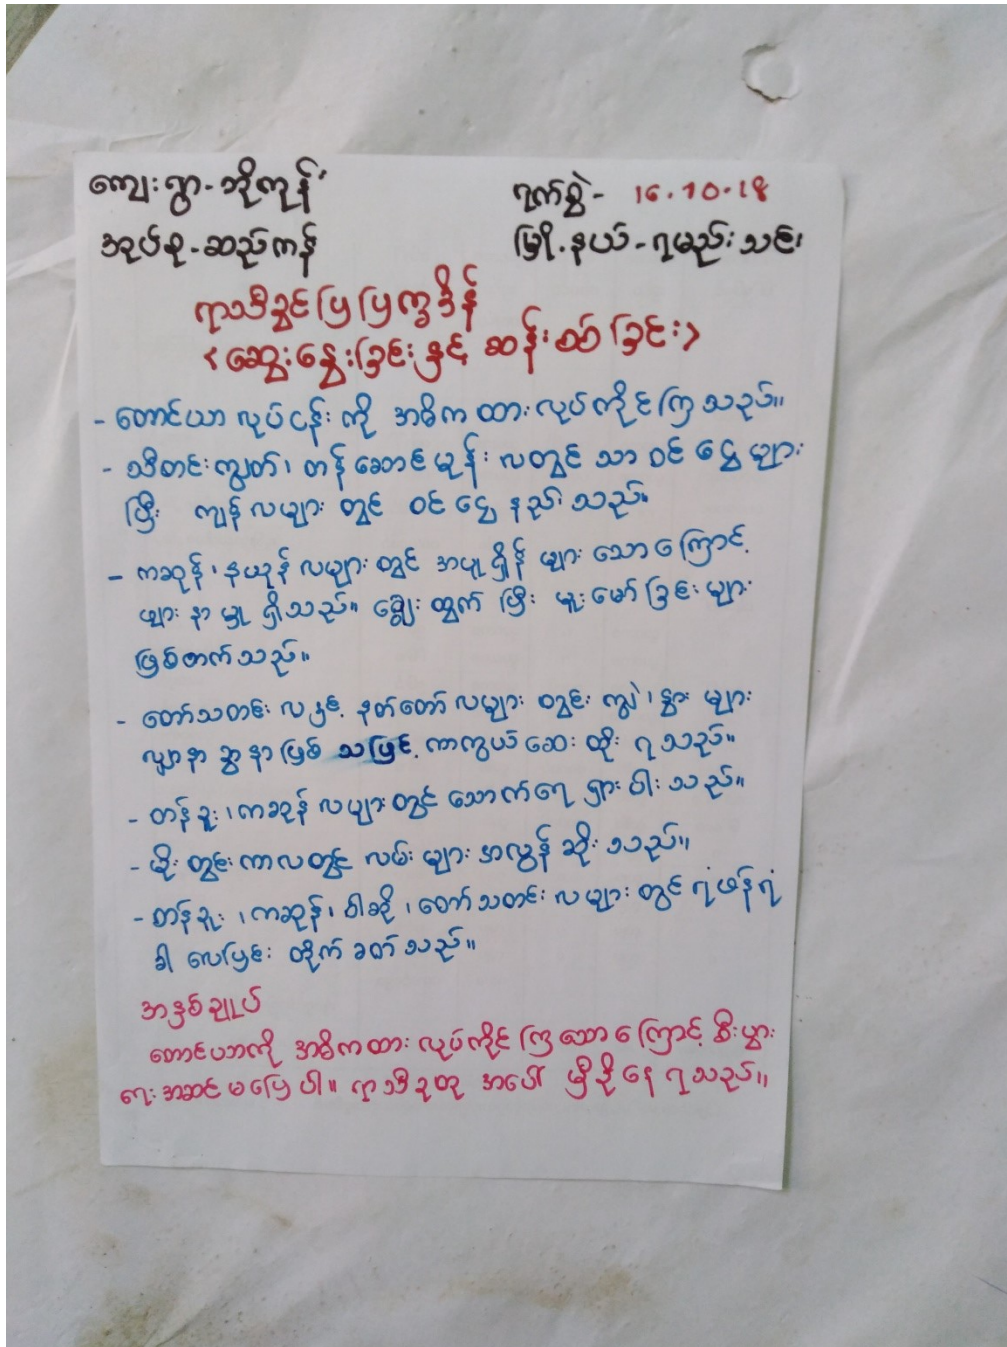 ကျေးရွာ-ဘိုကုန်း
ရက်စွဲ- 16.10.18
အုပ်စု-ဆည်ကန်
မြို့နယ်-ရမည်းသင်း
ရာသီခွင်ပြပြက္ခဒိန်
<ဆွေးနွေးခြင်းနှင့် ဆန်းစစ်ခြင်း>
- တောင်ယာ လုပ်ငန်း ကို အဓိက ထား လုပ်ကိုင်ကြသည်။
- သီတင်းကျွတ်၊ တန်ဆောင်မုန်း လတွင် သာ ဝင်ငွေ များ
ပြီး ကျန်လများ တွင် ဝင်ငွေ နည်းသည်။
- ကဆုန်၊ နယုန် လများ တွင် အပူရှိန် များ သောကြောင့်
ဖျားနာမှု ရှိသည်။ ချွေးထွက် ပြီး မူးမော်ခြင်းများ
ဖြစ်တတ်သည်။
- တော်သလင်း လနှင့် နတ်တော် လများ တွင် ကျွဲ၊ နွား များ
လျှာနာ ခွာနာဖြစ် သဖြင့် ကာကွယ်ဆေး ထိုး ရသည်။
- တန်ခူး၊ ကဆုန် လများတွင် သောက်ရေ ရှားပါးသည်။
- မိုးတွင်းကာလတွင် လမ်းများ အလွန်ဆိုးသည်။
- တန်ခူး၊ ကဆုန်၊ ဝါဆို၊ တော်သလင်း လများ တွင် ရံဖန်ရံ
ခါ လေပြင်း တိုက်ခတ်သည်။
အနှစ်ချုပ်
တောင်ယာကို အဓိကထား လုပ်ကိုင်ကြသောကြောင့် စီးပွား
ရေး အဆင်မပြေပါ။ ရာသီဥတု အပေါ် မှီခိုနေရသည်။